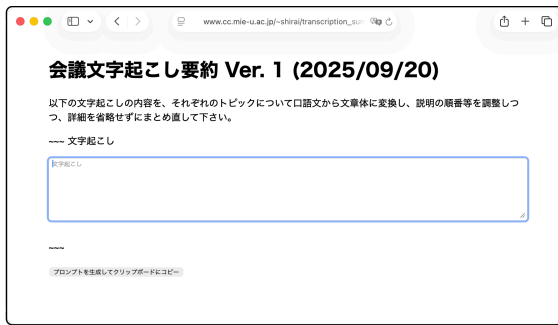 www.cc.mie-u.ac.jp/~shirai/transcription_sum
会議文字起こし要約 Ver. 1 (2025/09/20)
以下の文字起こしの内容を、それぞれのトピックについて口語文から文章体に変換し、説明の順番等を調整しつ
つ、詳細を省略せずにまとめ直して下さい。
~~~ 文字起こし
文字起こし
~~~
プロンプトを生成してクリップボードにコピー